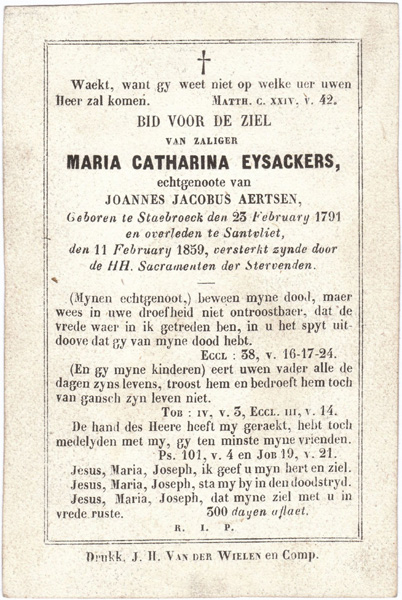 Waekt, want gy weet niet op welke uer uwen
Heer zal komen. MATTH. C. XXIV, V. 42.
BID VOOR DE ZIEL
VAN ZALIGER
MARIA CATHARINA EYSACKERS,
echtgenoote van
JOANNES JACOBUS AERTSEN,
Geboren te Staebroeck den 23 February 1791
en overleden te Santvliet,
den 11 February 1859, versterkt zynde door
de HH. Sacramenten der Stervenden.
(Mynen echtgenoot,) beween myne dood, maer
wees in uwe droefheid niet ontroostbaer, dat de
vrede waer in ik getreden ben, in u het spyt uit-
doove dat gy van myne dood hebt.
ECCL : 38, v. 16-17-24.
(En gy myne kinderen) eert uwen vader alle de
dagen zyns levens, troost hem en bedroeft hem toch
van gansch zyn leven niet.
TOB : IV, v. 3, ECCL. III, v. 14.
De hand des Heere heeft my geraekt, hebt toch
medelyden met my, gy ten minste myne vrienden.
PS. 101, v. 4 en JOB 19, v. 21.
Jesus, Maria, Joseph, ik geef u myn hert en ziel.
Jesus, Maria, Joseph, sta my by in den doodstryd.
Jesus, Maria, Joseph, dat myne ziel met u in
vrede ruste. 300 dagen aflaet.
R. I. P.
Drukk. J. H. VAN DER WIELEN en Comp.